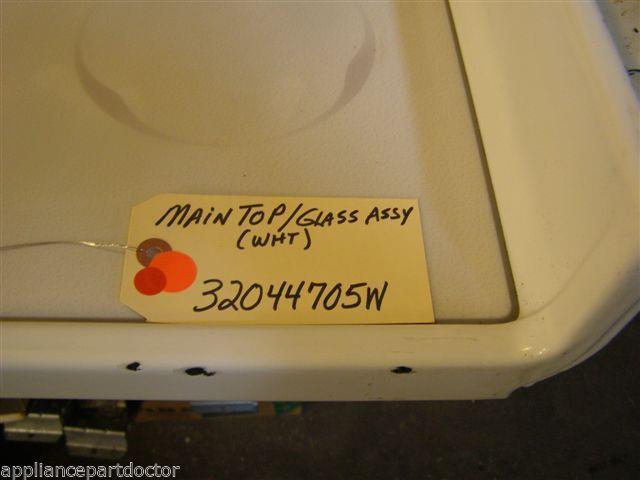 MAIN TOP/GLASS ASSY
(WHT)
32044705W
appliancepartdoctor